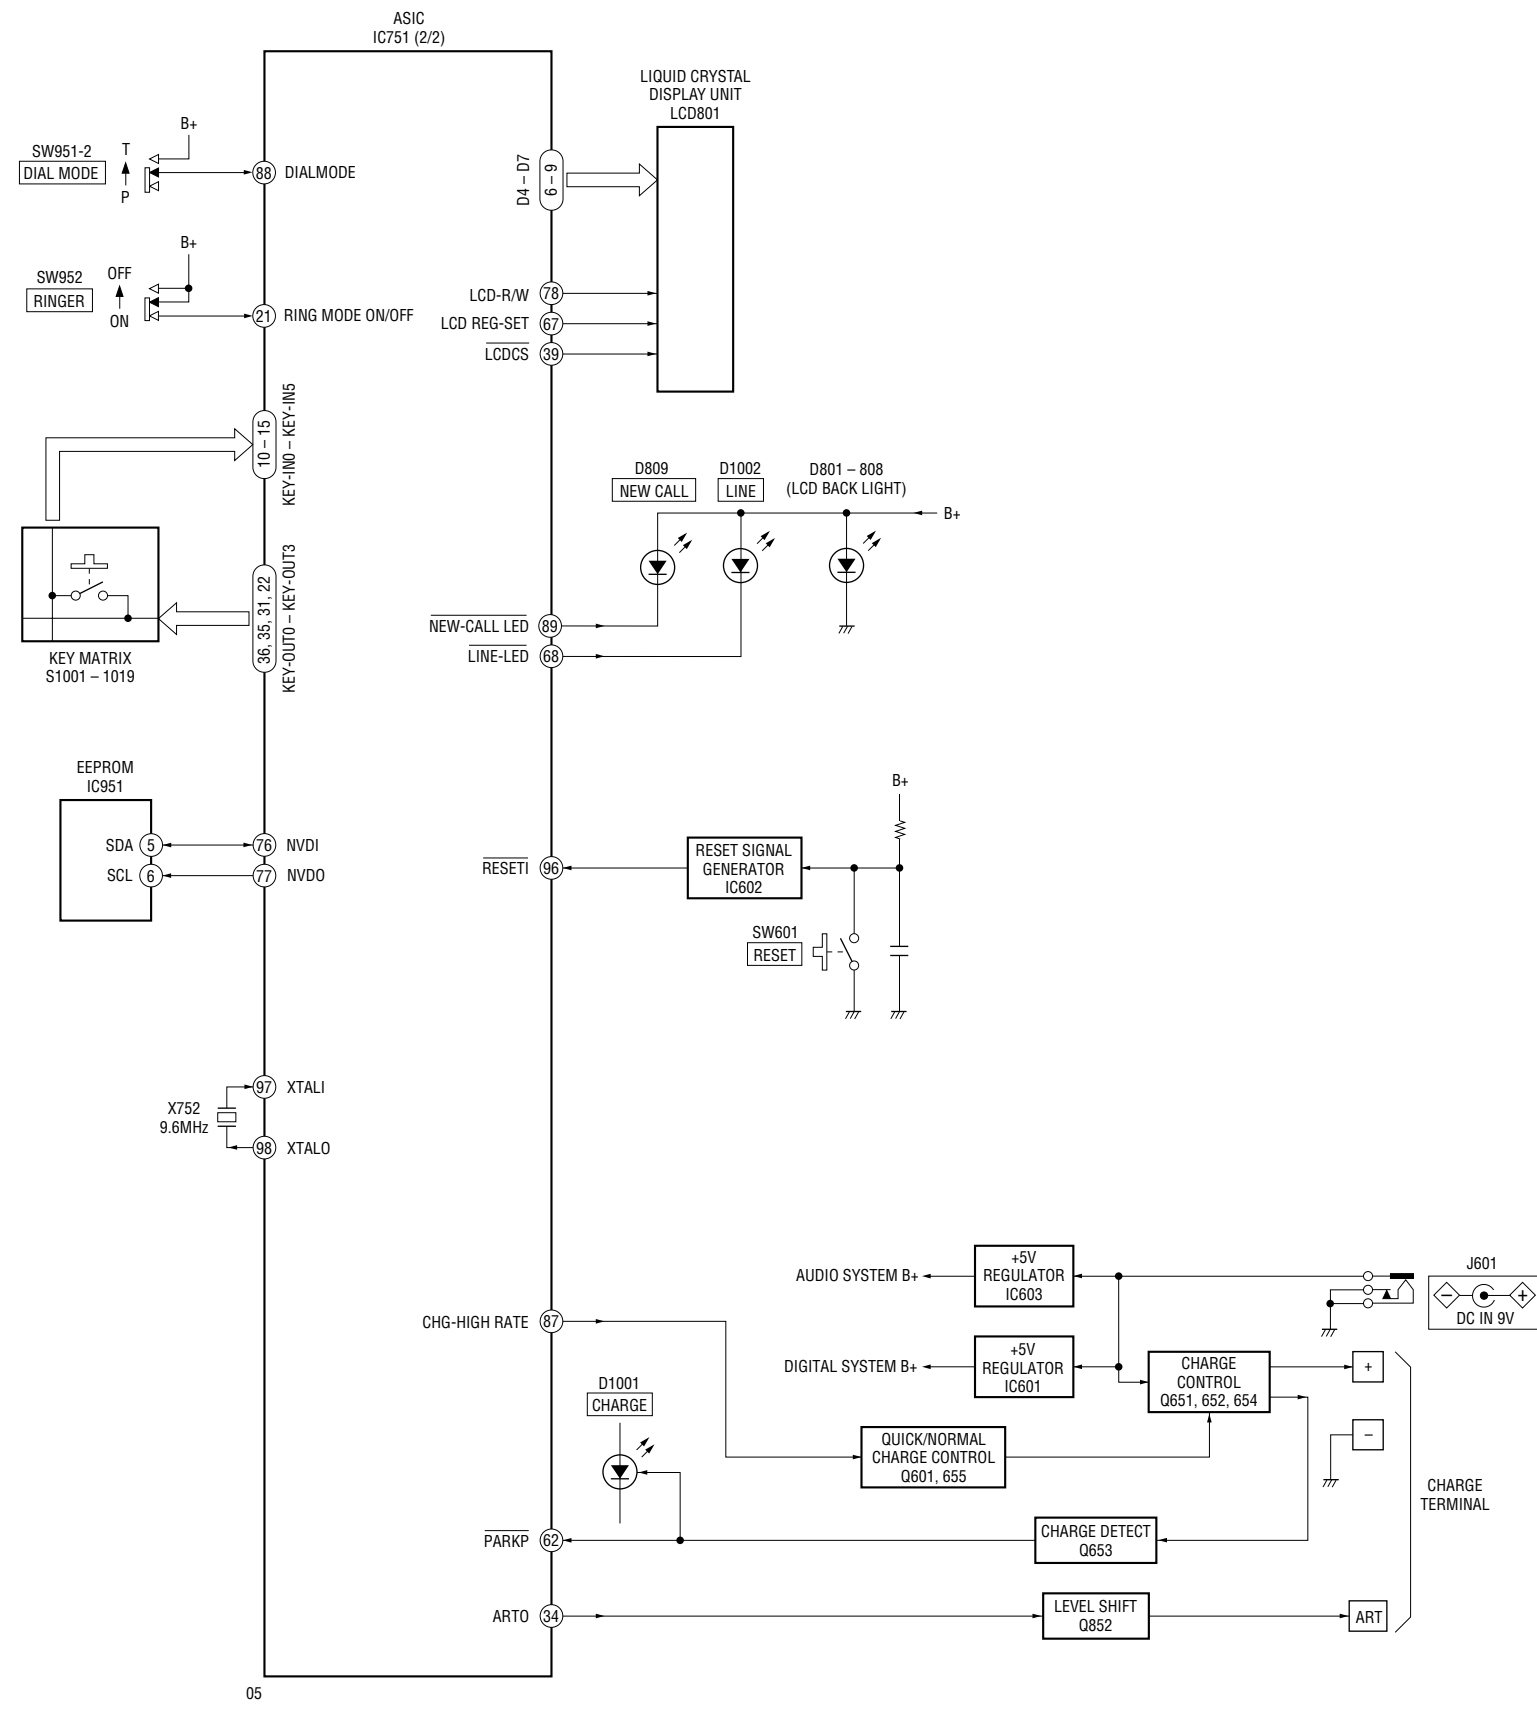 ASIC
IC751 (2/2)
LIQUID CRYSTAL
DISPLAY UNIT
LCD801
B+
SW951-2
DIAL MODE
T
P
88
DIALMODE
D4 – D7
6 – 9
B+
SW952
RINGER
OFF
ON
21
RING MODE ON/OFF
LCD-R/W
78
LCD REG-SET
67
LCDCS
39
10 – 15
KEY-IN0 – KEY-IN5
D809
NEW CALL
D1002
LINE
D801 – 808
(LCD BACK LIGHT)
B+
36, 35, 31, 22
KEY-OUT0 – KEY-OUT3
NEW-CALL LED
89
LINE-LED
68
KEY MATRIX
S1001 – 1019
EEPROM
IC951
SDA
5
76
NVDI
SCL
6
77
NVDO
B+
RESETI
96
RESET SIGNAL
GENERATOR
IC602
SW601
RESET
X752
9.6MHz
97
XTALI
98
XTALO
AUDIO SYSTEM B+
+5V
REGULATOR
IC603
J601
DC IN 9V
–
+
CHG-HIGH RATE
87
DIGITAL SYSTEM B+
+5V
REGULATOR
IC601
CHARGE
CONTROL
Q651, 652, 654
+
D1001
CHARGE
QUICK/NORMAL
CHARGE CONTROL
Q601, 655
–
CHARGE
TERMINAL
PARKP
62
CHARGE DETECT
Q653
ARTO
34
LEVEL SHIFT
Q852
ART
05